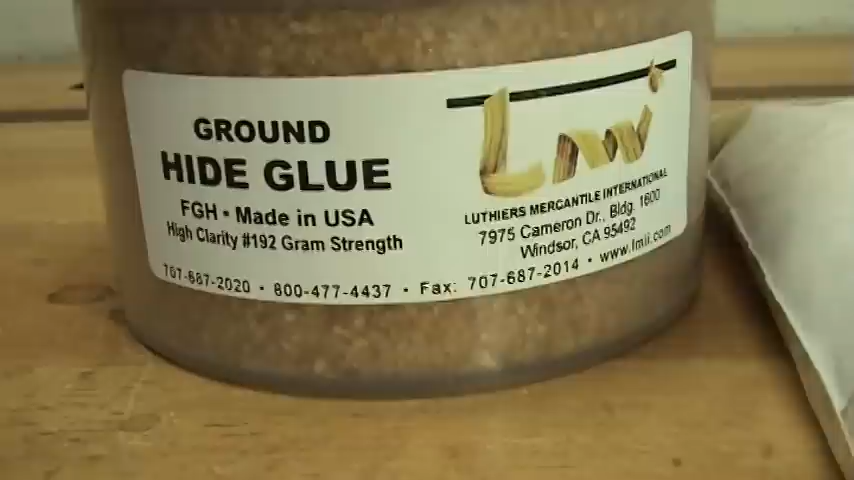 GROUND
HIDE GLUE
FGH • Made in USA
High Clarity #192 Gram Strength
LMI
LUTHIERS MERCANTILE INTERNATIONAL
7975 Cameron Dr., Bldg. 1600
Windsor, CA 95492
707-687-2020 • 800-477-4437 • Fax: 707-687-2014 • www.lmii.com